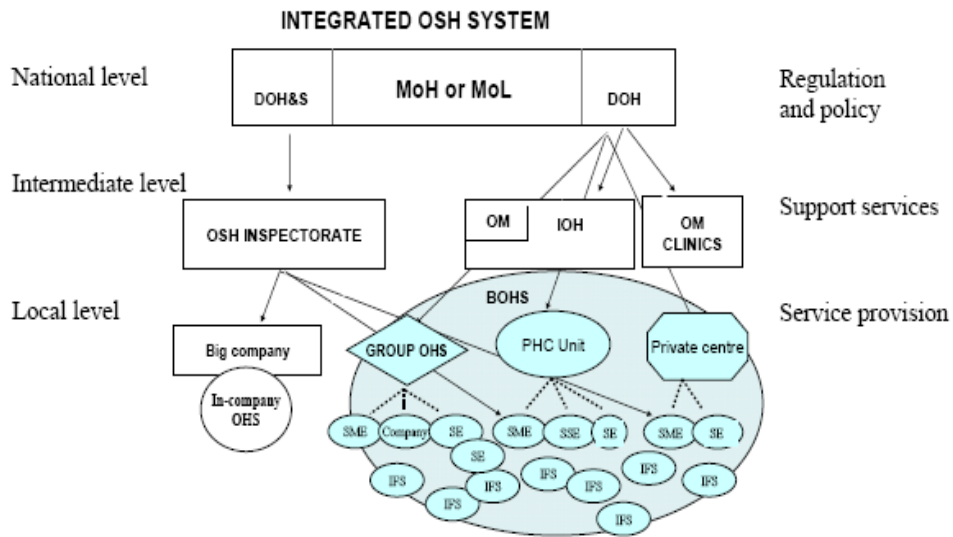 INTEGRATED OSH SYSTEM
National level
DOH&S
MoH or MoL
DOH
Regulation
and policy
Intermediate level
OSH INSPECTORATE
OM
IOH
OM
CLINICS
Support services
Local level
BOHS
Service provision
Big company
GROUP OHS
PHC Unit
Private centre
In-company
OHS
SME
Company
SE
SME
SSE
SE
SME
SE
SE
IFS
IFS
IFS
IFS
IFS
IFS
IFS
IFS